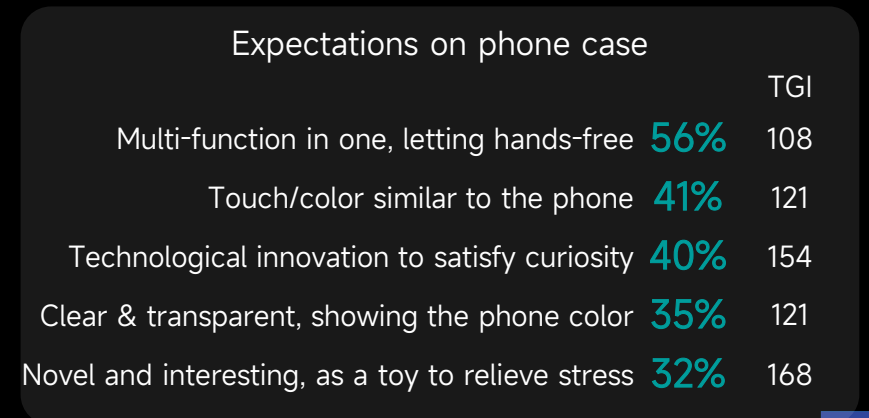 Expectations on phone case
TGI
Multi-function in one, letting hands-free 56% 108
Touch/color similar to the phone 41% 121
Technological innovation to satisfy curiosity 40% 154
Clear & transparent, showing the phone color 35% 121
Novel and interesting, as a toy to relieve stress 32% 168